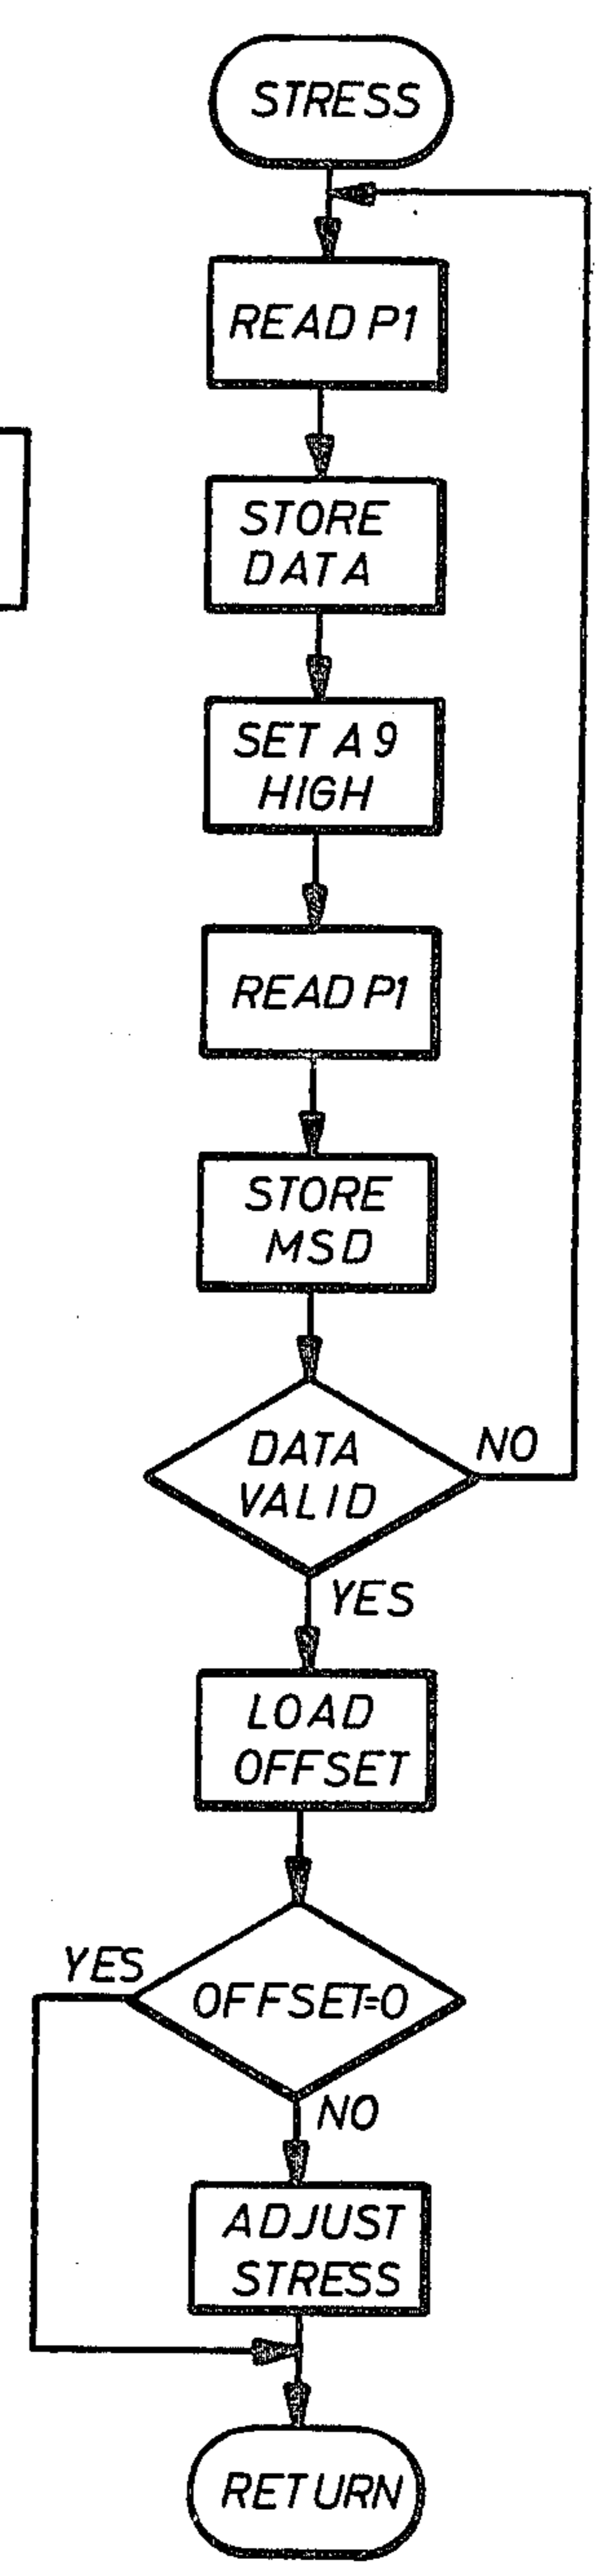 STRESS
READ P1
STORE
DATA
SET A9
HIGH
READ P1
STORE
MSD
DATA
VALID
NO
YES
LOAD
OFFSET
YES
OFFSET=0
NO
ADJUST
STRESS
RETURN